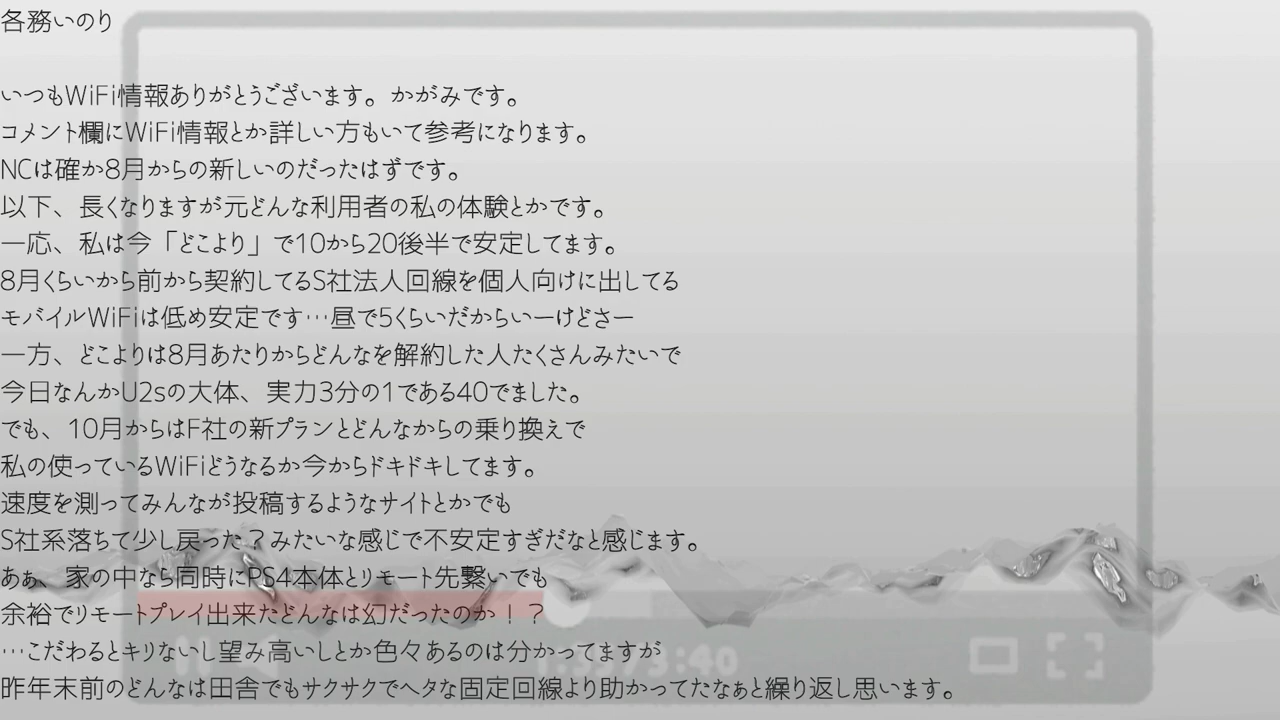 各務いのり
いつもWiFi情報ありがとうございます。かがみです。
コメント欄にWiFi情報とか詳しい方もいて参考になります。
NCは確か8月からの新しいのだったはずです。
以下、長くなりますが元どんな利用者の私の体験とかです。
一応、私は今「どこより」で10から20後半で安定してます。
8月くらいから前から契約してるS社法人回線を個人向けに出してる
モバイルWiFiは低め安定です…昼で5くらいだからいーけどさー
一方、どこよりは8月あたりからどんなを解約した人たくさんみたいで
今日なんかU2sの大体、実力3分の1である40でました。
でも、10月からはF社の新プランとどんなからの乗り換えで
私の使っているWiFiどうなるか今からドキドキしてます。
速度を測ってみんなが投稿するようなサイトとかでも
S社系落ちて少し戻った？みたいな感じで不安定すぎだなと感じます。
あぁ、家の中なら同時にPS4本体とリモート先繋いでも
余裕でリモートプレイ出来たどんなは幻だったのか！？
…こだわるとキリないし望み高いしとか色々あるのは分かってますが
昨年末前のどんなは田舎でもサクサクでヘタな固定回線より助かってたなぁと繰り返し思います。